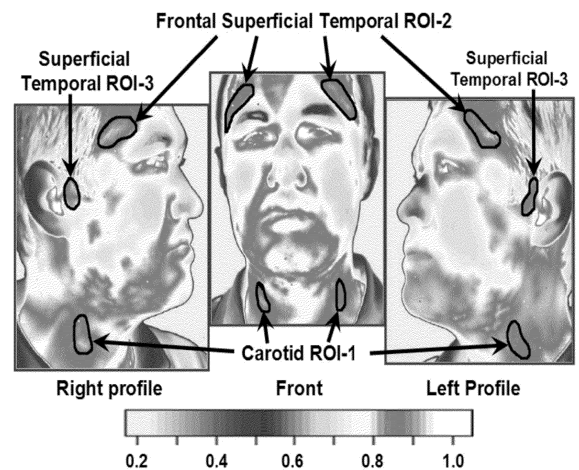 Frontal Superficial Temporal ROI-2
Superficial
Temporal ROI-3
Superficial
Temporal ROI-3
Carotid ROI-1
Right profile
Front
Left Profile
0.2 0.4 0.6 0.8 1.0